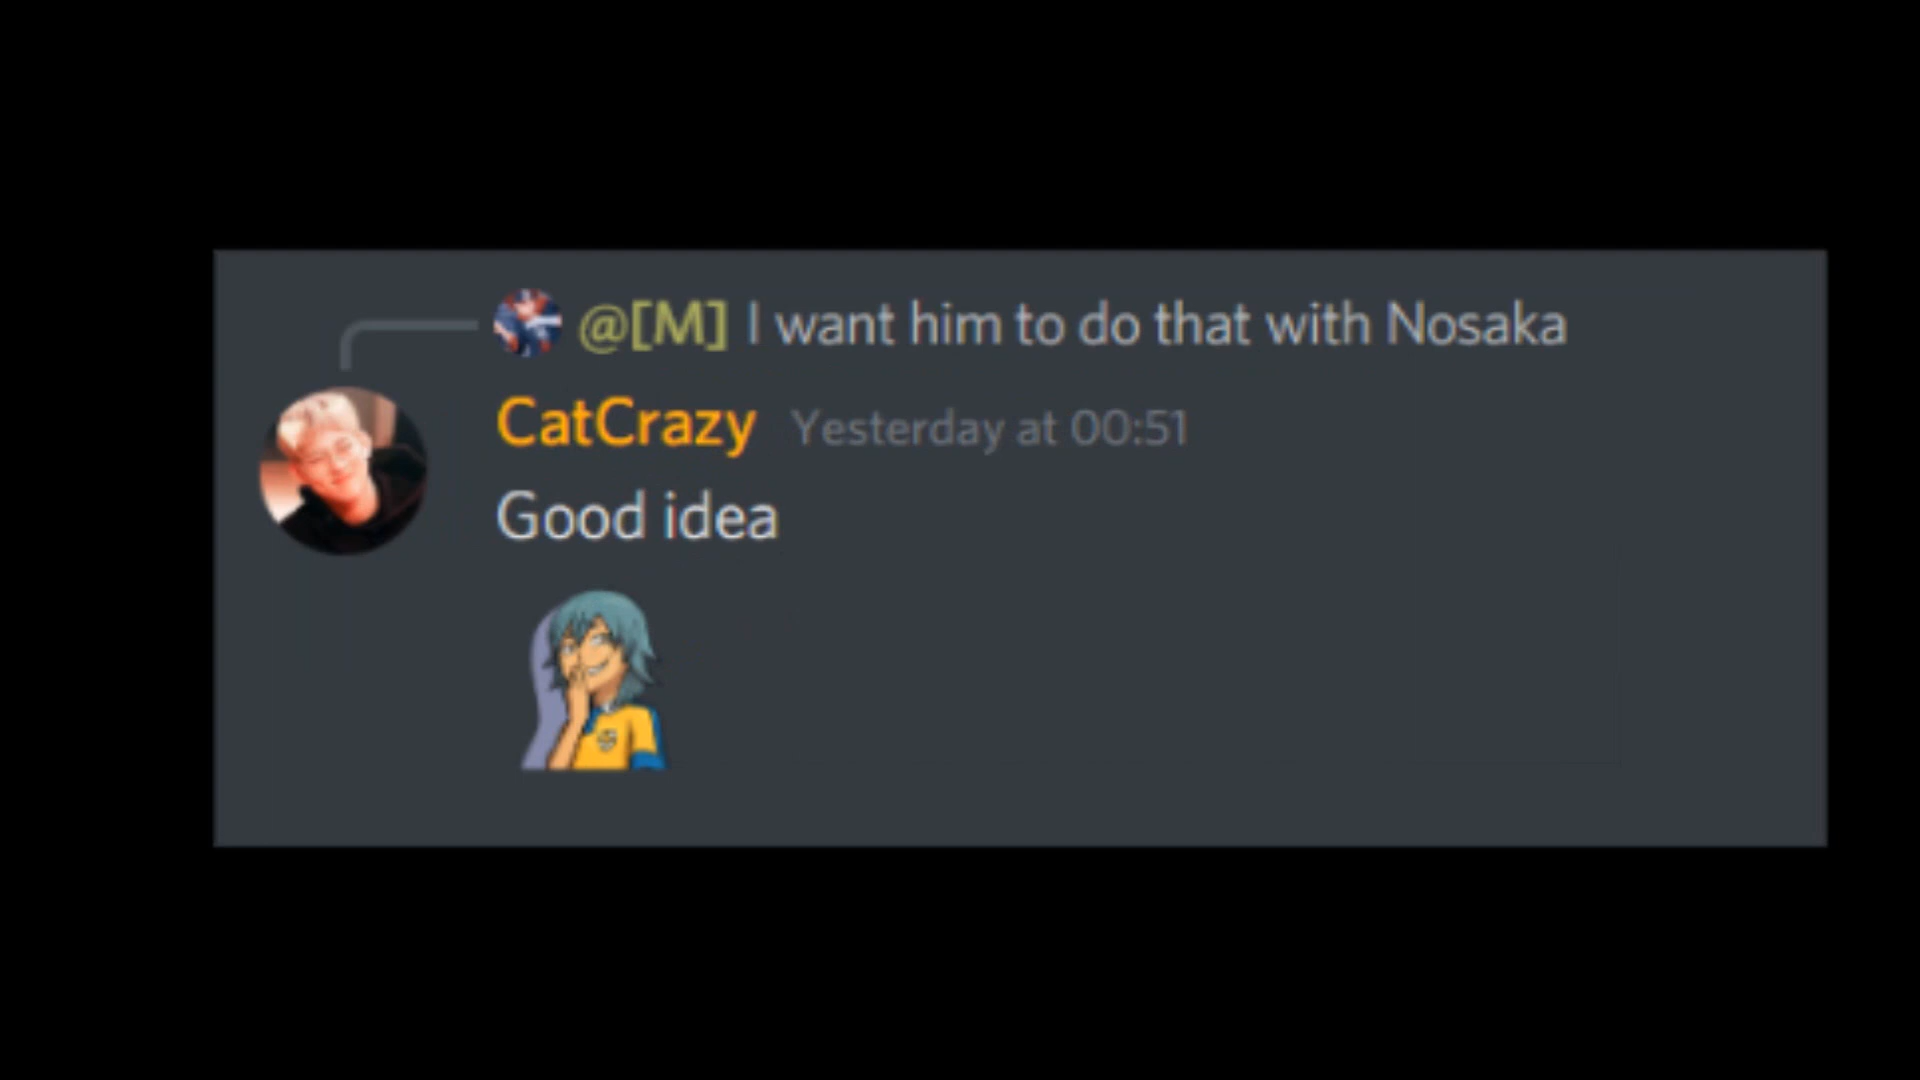 @[M] I want him to do that with Nosaka
CatCrazy Yesterday at 00:51
Good idea